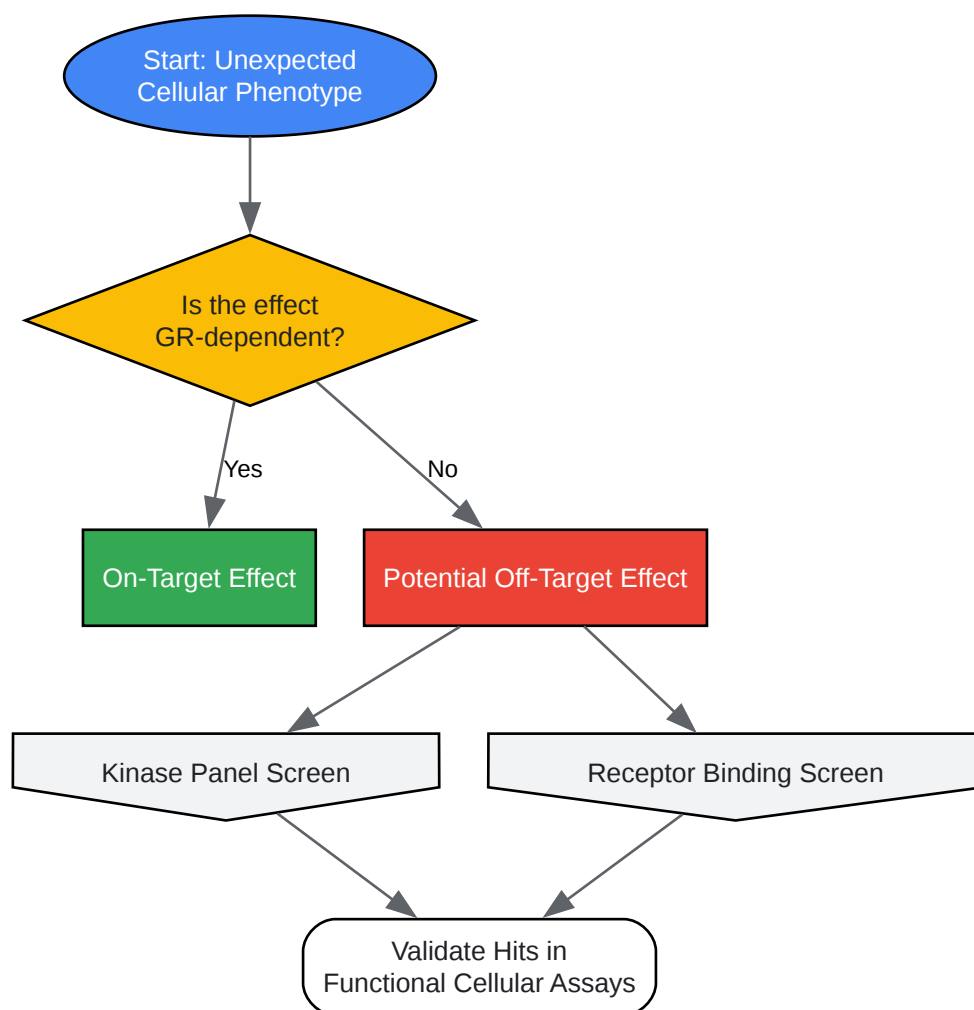 Start: Unexpected
Cellular Phenotype
Is the effect
GR-dependent?
Yes
No
On-Target Effect
Potential Off-Target Effect
Kinase Panel Screen
Receptor Binding Screen
Validate Hits in
Functional Cellular Assays